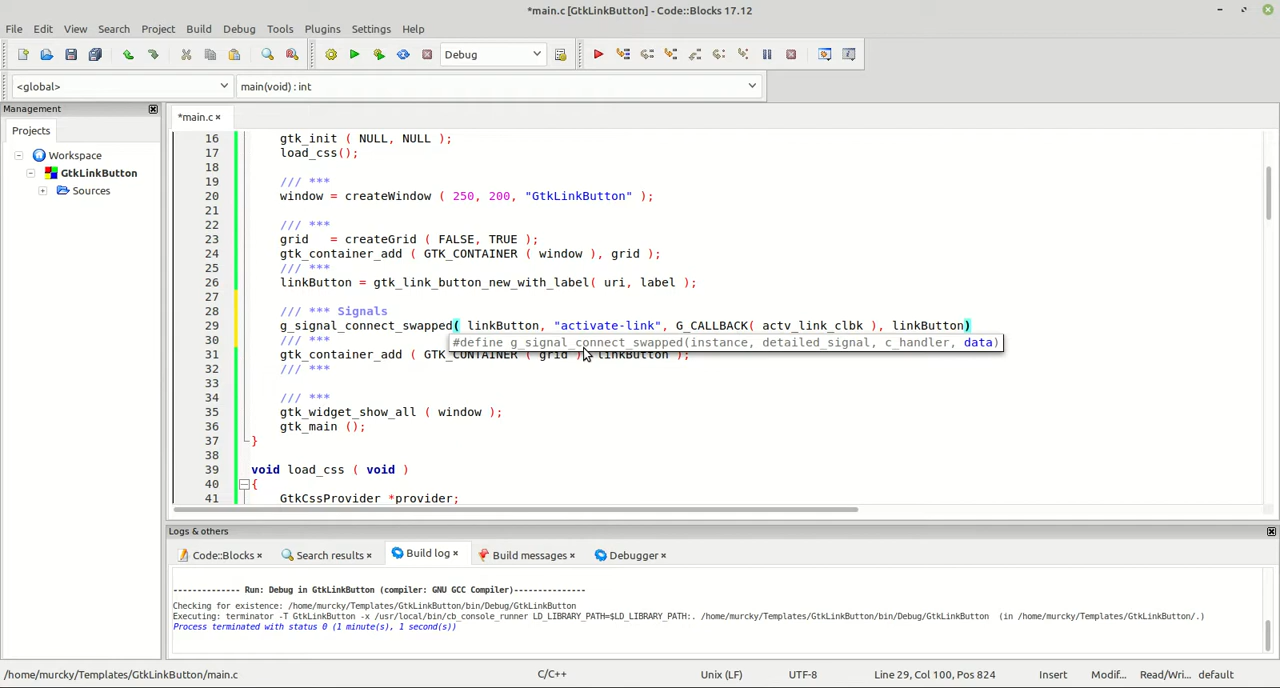 *main.c [GtkLinkButton] - Code::Blocks 17.12
File Edit View Search Project Build Debug Tools Plugins Settings Help
Debug
<global> main(void) : int
Management
Projects
Workspace
GtkLinkButton
Sources
*main.c ×
16 gtk_init ( NULL, NULL );
17 load_css();
18
19 /// ***
20 window = createWindow ( 250, 200, "GtkLinkButton" );
21
22 /// ***
23 grid   = createGrid ( FALSE, TRUE );
24 gtk_container_add ( GTK_CONTAINER ( window ), grid );
25 /// ***
26 linkButton = gtk_link_button_new_with_label( uri, label );
27
28 /// *** Signals
29 g_signal_connect_swapped( linkButton, "activate-link", G_CALLBACK( actv_link_clbk ), linkButton)
#define g_signal_connect_swapped(instance, detailed_signal, c_handler, data)
30 /// ***
31 gtk_container_add ( GTK_CONTAINER ( grid ), linkButton );
32 /// ***
33
34 /// ***
35 gtk_widget_show_all ( window );
36 gtk_main ();
37 }
38
39 void load_css ( void )
40 {
41 GtkCssProvider *provider;
Logs & others
Code::Blocks × Search results × Build log × Build messages × Debugger ×
-------------- Run: Debug in GtkLinkButton (compiler: GNU GCC Compiler)---------------
Checking for existence: /home/murcky/Templates/GtkLinkButton/bin/Debug/GtkLinkButton
Executing: terminator -T GtkLinkButton -x /usr/local/bin/cb_console_runner LD_LIBRARY_PATH=$LD_LIBRARY_PATH:. /home/murcky/Templates/GtkLinkButton/bin/Debug/GtkLinkButton  (in /home/murcky/Templates/GtkLinkButton/.)
Process terminated with status 0 (1 minute(s), 1 second(s))
/home/murcky/Templates/GtkLinkButton/main.c C/C++ Unix (LF) UTF-8 Line 29, Col 100, Pos 824 Insert Modif... Read/Wri... default